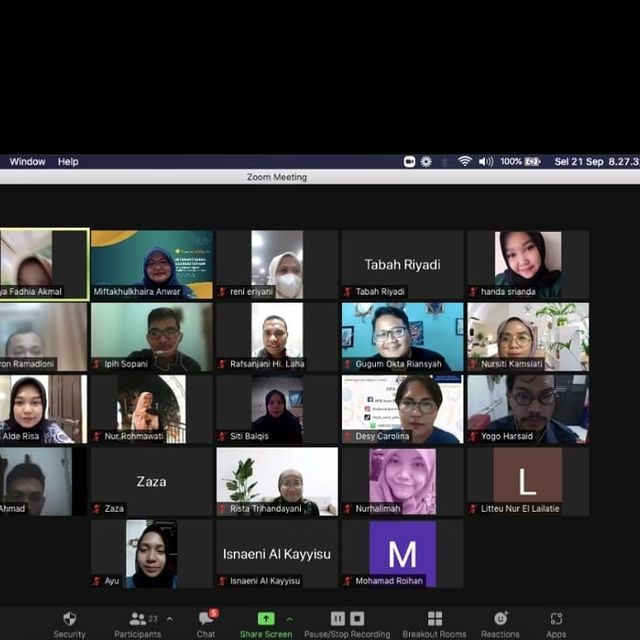 Window Help 100% Sel 21 Sep 8.27.3
Zoom Meeting
ya Fadhia Akmal
Miftakhulkhaira Anwar
reni eriyani
Tabah Riyadi
Tabah Riyadi
handa srianda
ron Ramadloni
Ipih Sopani
Rafsanjani Hi. Laha
Gugum Okta Riansyah
Nursiti Kamsiati
Alde Risa
Nur Rohmawati
Siti Balqis
Desy Carolina
Yogo Harsaid
Ahmad
Zaza
Zaza
Rista Trihandayani
Nurhalimah
L
Litteu Nur El Lailatie
Ayu
Isnaeni Al Kayyisu
Isnaeni Al Kayyisu
M
Mohamad Roihan
23 5
Security Participants Chat Share Screen Pause/Stop Recording Breakout Rooms Reactions Apps